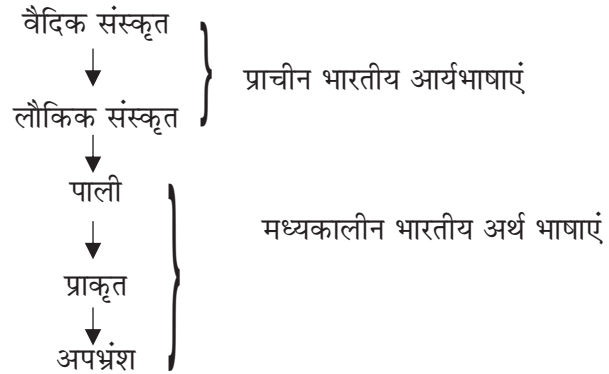 वैदिक संस्कृत
प्राचीन भारतीय आर्यभाषाएं
लौकिक संस्कृत
पाली
मध्यकालीन भारतीय अर्थ भाषाएं
प्राकृत
अपभ्रंश